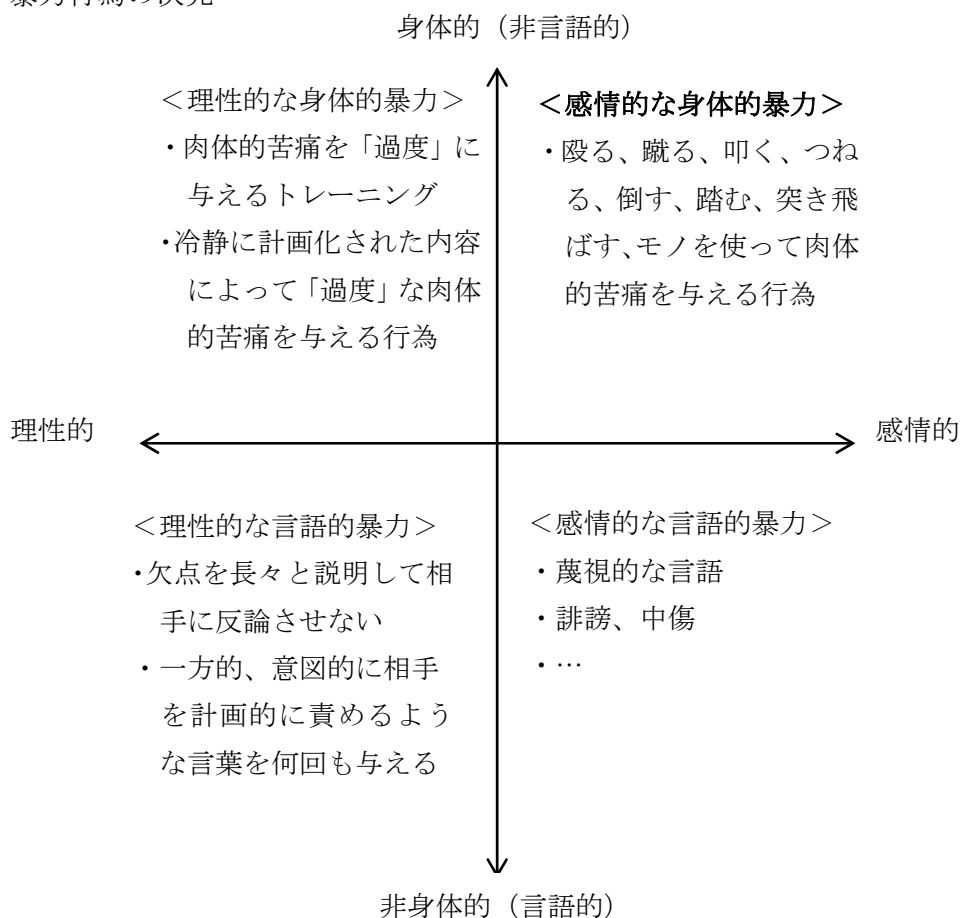 身体的（非言語的）
＜理性的な身体的暴力＞
・肉体的苦痛を「過度」に
与えるトレーニング
・冷静に計画化された内容
によって「過度」な肉体
的苦痛を与える行為
＜感情的な身体的暴力＞
・殴る、蹴る、叩く、つね
る、倒す、踏む、突き飛
ばす、モノを使って肉体
的苦痛を与える行為
理性的
感情的
＜理性的な言語的暴力＞
・欠点を長々と説明して相
手に反論させない
・一方的、意図的に相手
を計画的に責めるよう
な言葉を何回も与える
＜感情的な言語的暴力＞
・蔑視的な言語
・誹謗、中傷
・…
非身体的（言語的）